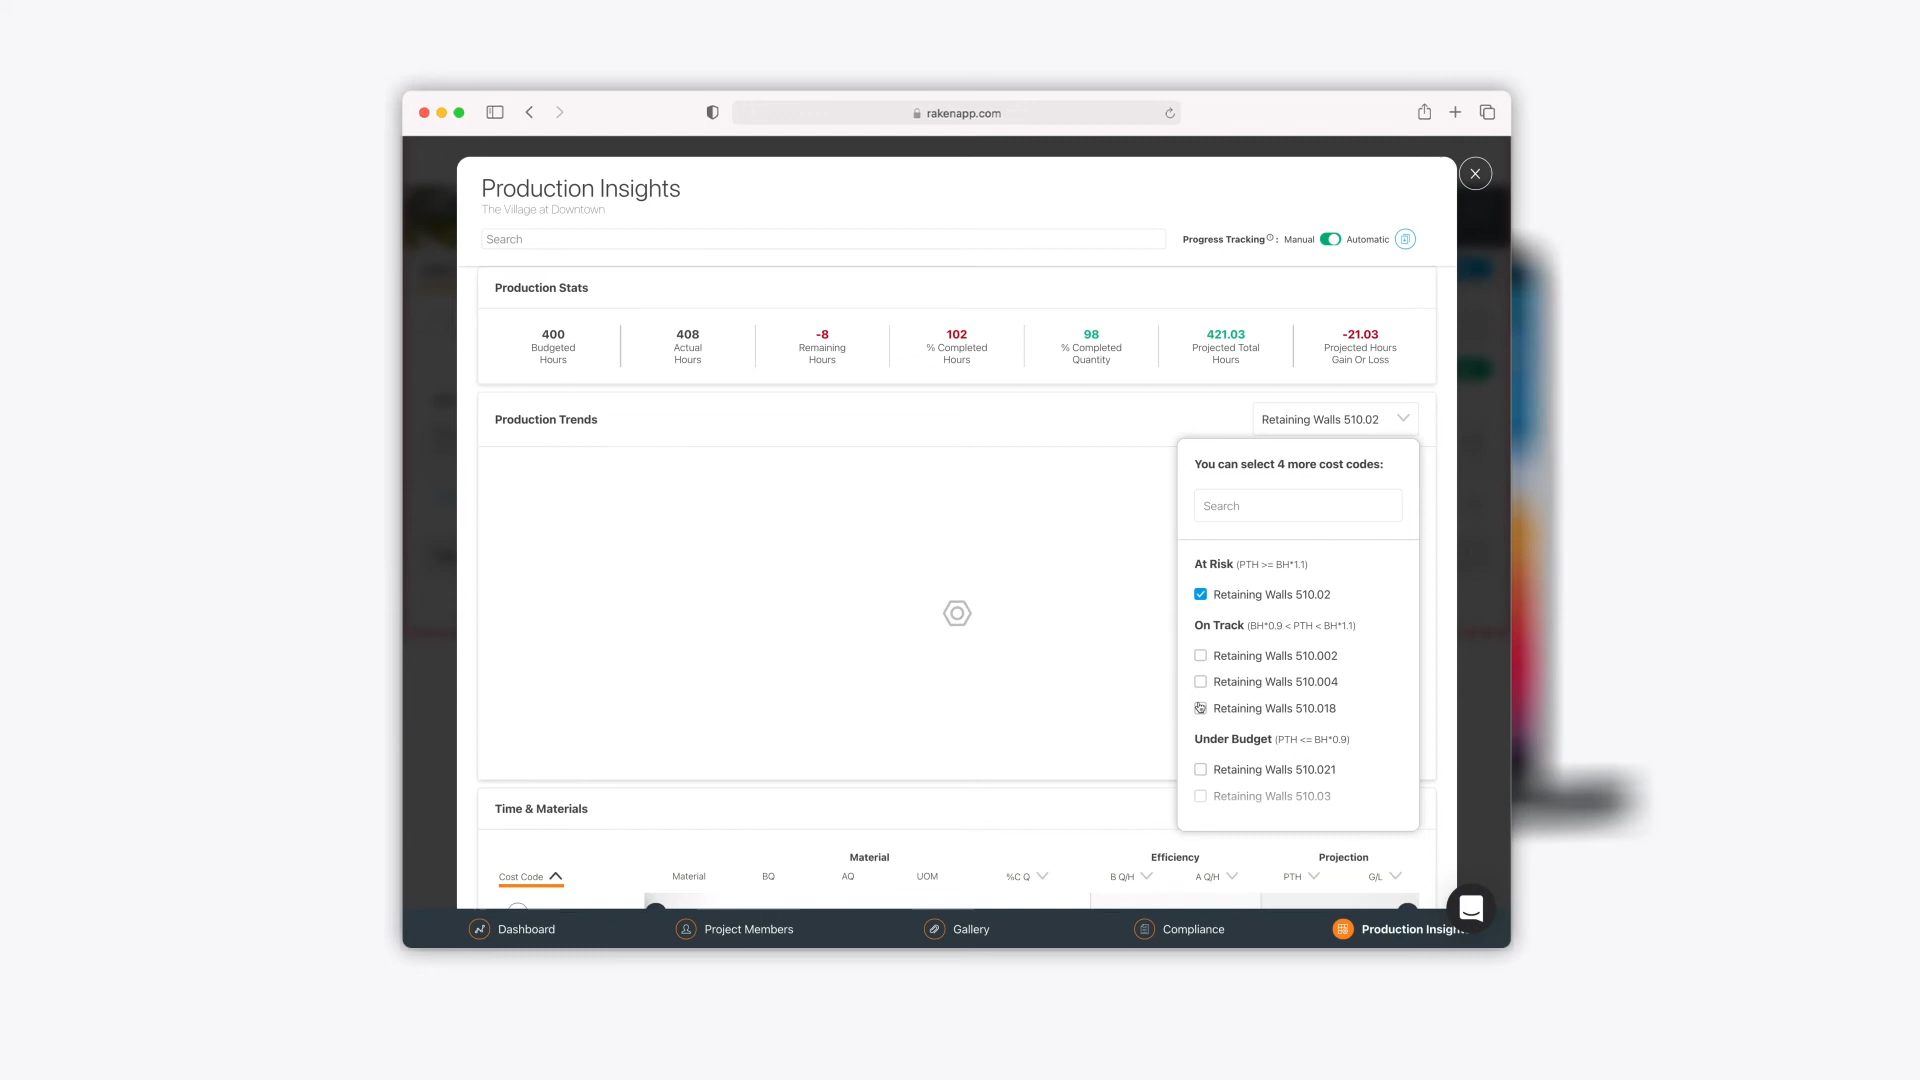 rakenapp.com
Production Insights
The Village at Downtown
Search
Progress Tracking : Manual Automatic
Production Stats
400
Budgeted
Hours
408
Actual
Hours
-8
Remaining
Hours
102
% Completed
Hours
98
% Completed
Quantity
421.03
Projected Total
Hours
-21.03
Projected Hours
Gain Or Loss
Production Trends
Retaining Walls 510.02
You can select 4 more cost codes:
Search
At Risk (PTH >= BH*1.1)
Retaining Walls 510.02
On Track (BH*0.9 < PTH < BH*1.1)
Retaining Walls 510.002
Retaining Walls 510.004
Retaining Walls 510.018
Under Budget (PTH <= BH*0.9)
Retaining Walls 510.021
Retaining Walls 510.03
Time & Materials
Material Efficiency Projection
Cost Code Material BQ AQ UOM %C Q B Q/H A Q/H PTH G/L
Dashboard Project Members Gallery Compliance Production Insight